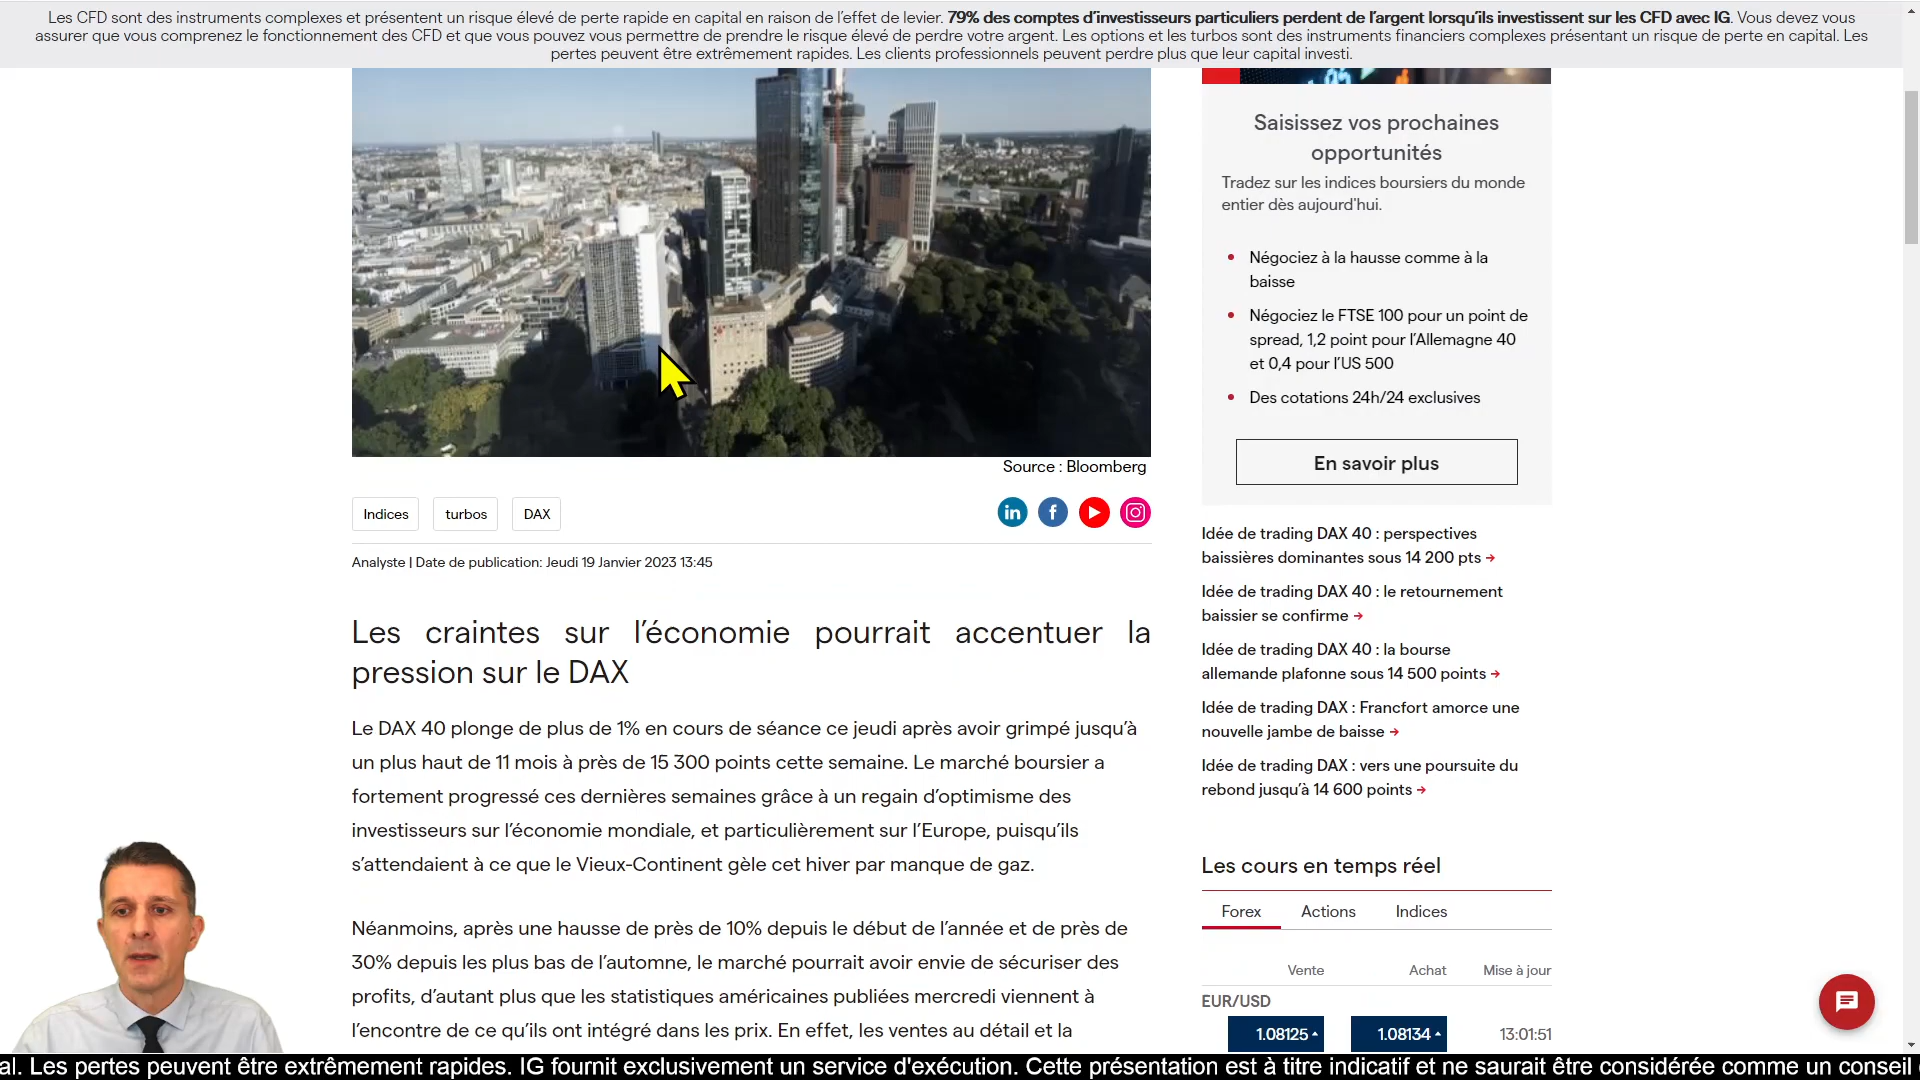 Les CFD sont des instruments complexes et présentent un risque élevé de perte rapide en capital en raison de l’effet de levier. 79% des comptes d’investisseurs particuliers perdent de l’argent lorsqu’ils investissent sur les CFD avec IG. Vous devez vous
assurer que vous comprenez le fonctionnement des CFD et que vous pouvez vous permettre de prendre le risque élevé de perdre votre argent. Les options et les turbos sont des instruments financiers complexes présentant un risque de perte en capital. Les
pertes peuvent être extrêmement rapides. Les clients professionnels peuvent perdre plus que leur capital investi.
Source : Bloomberg
Indices
turbos
DAX
Analyste | Date de publication: Jeudi 19 Janvier 2023 13:45
Les craintes sur l’économie pourrait accentuer la
pression sur le DAX
Le DAX 40 plonge de plus de 1% en cours de séance ce jeudi après avoir grimpé jusqu’à
un plus haut de 11 mois à près de 15 300 points cette semaine. Le marché boursier a
fortement progressé ces dernières semaines grâce à un regain d’optimisme des
investisseurs sur l’économie mondiale, et particulièrement sur l’Europe, puisqu’ils
s’attendaient à ce que le Vieux-Continent gèle cet hiver par manque de gaz.
Néanmoins, après une hausse de près de 10% depuis le début de l’année et de près de
30% depuis les plus bas de l’automne, le marché pourrait avoir envie de sécuriser des
profits, d’autant plus que les statistiques américaines publiées mercredi viennent à
l’encontre de ce qu’ils ont intégré dans les prix. En effet, les ventes au détail et la
Saisissez vos prochaines
opportunités
Tradez sur les indices boursiers du monde
entier dès aujourd'hui.
Négociez à la hausse comme à la
baisse
Négociez le FTSE 100 pour un point de
spread, 1,2 point pour l’Allemagne 40
et 0,4 pour l’US 500
Des cotations 24h/24 exclusives
En savoir plus
Idée de trading DAX 40 : perspectives
baissières dominantes sous 14 200 pts
Idée de trading DAX 40 : le retournement
baissier se confirme
Idée de trading DAX 40 : la bourse
allemande plafonne sous 14 500 points
Idée de trading DAX : Francfort amorce une
nouvelle jambe de baisse
Idée de trading DAX : vers une poursuite du
rebond jusqu’à 14 600 points
Les cours en temps réel
Forex Actions Indices
Vente Achat Mise à jour
EUR/USD
1.08125 1.08134 13:01:51
al. Les pertes peuvent être extrêmement rapides. IG fournit exclusivement un service d'exécution. Cette présentation est à titre indicatif et ne saurait être considérée comme un conseil